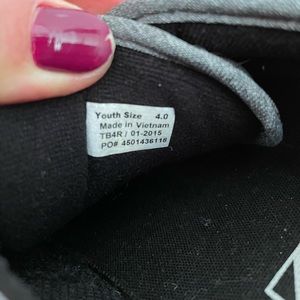 Youth Size 4.0
Made in Vietnam
TB4R / 01-2015
PO# 4501436118